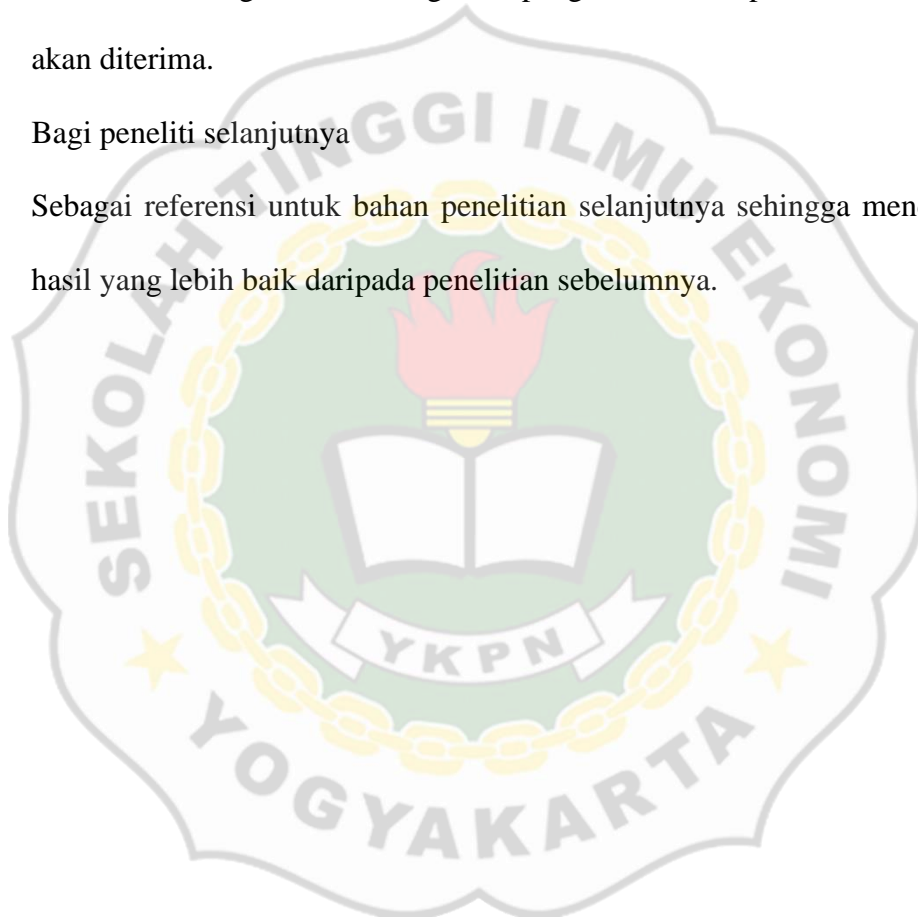 akan diterima.
Bagi peneliti selanjutnya
Sebagai referensi untuk bahan penelitian selanjutnya sehingga
hasil yang lebih baik daripada penelitian sebelumnya.
SEKOLAH TINGGI ILMU EKONOMI
YKPN
YOGYAKARTA